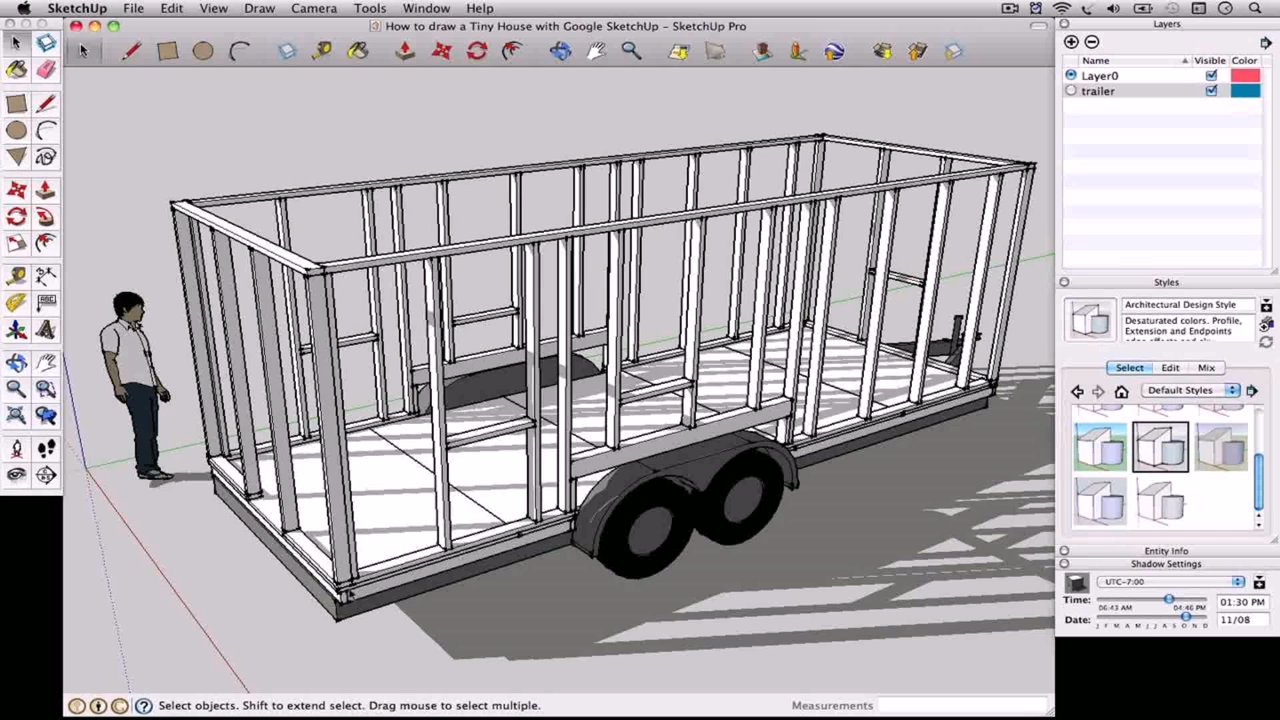 SketchUp File Edit View Draw Camera Tools Window Help
How to draw a Tiny House with Google SketchUp - SketchUp Pro
Layers
Name Visible Color
Layer0
trailer
Styles
Architectural Design Style
Desaturated colors. Profile,
Extension and Endpoints
Select Edit Mix
Default Styles
Entity Info
Shadow Settings
UTC-7:00
Time: 06:43 AM 04:46 PM 01:30 PM
Date: J F M A M J J A S O N D 11/08
ABC
Select objects. Shift to extend select. Drag mouse to select multiple.
Measurements